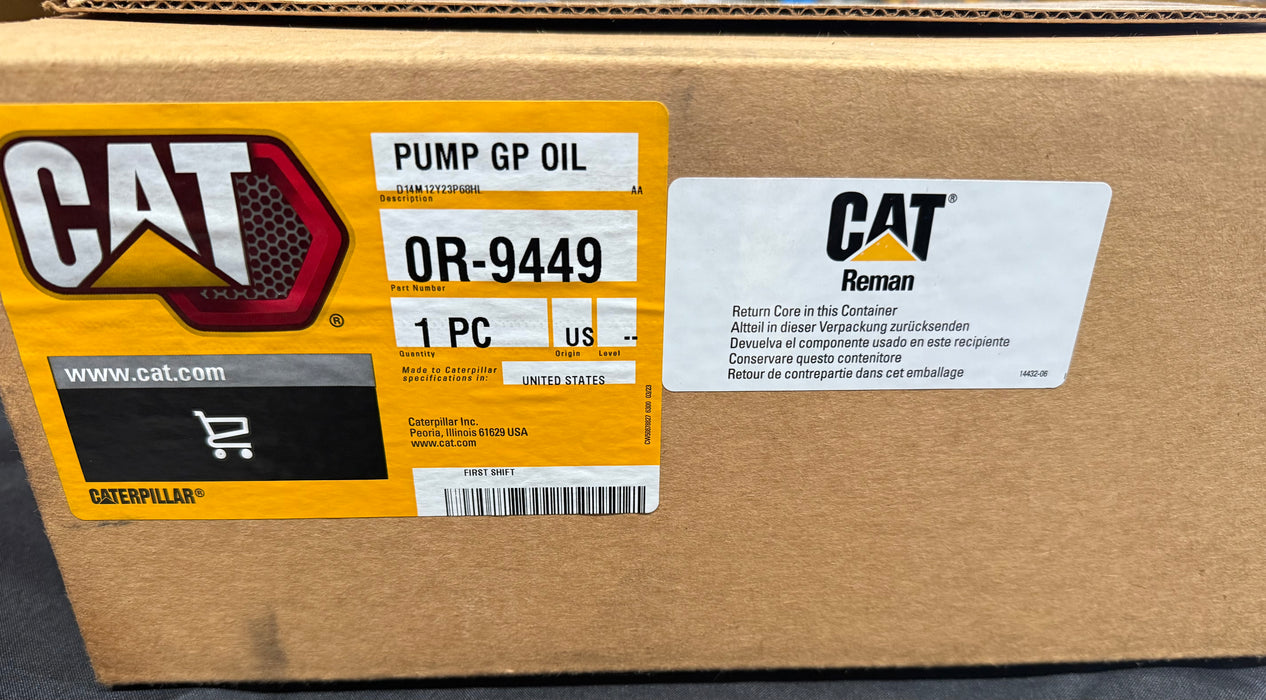 CAT
®
www.cat.com
CATERPILLAR®
PUMP GP OIL
D14M12Y23P68HL AA
Description
0R-9449
Part Number
1 PC US --
Quantity Origin Level
Made to Caterpillar
specifications in:
UNITED STATES
Caterpillar Inc.
Peoria, Illinois 61629 USA
www.cat.com
FIRST SHIFT
CAT®
Reman
Return Core in this Container
Altteil in dieser Verpackung zurücksenden
Devuelva el componente usado en este recipiente
Conservare questo contenitore
Retour de contrepartie dans cet emballage
14432-06